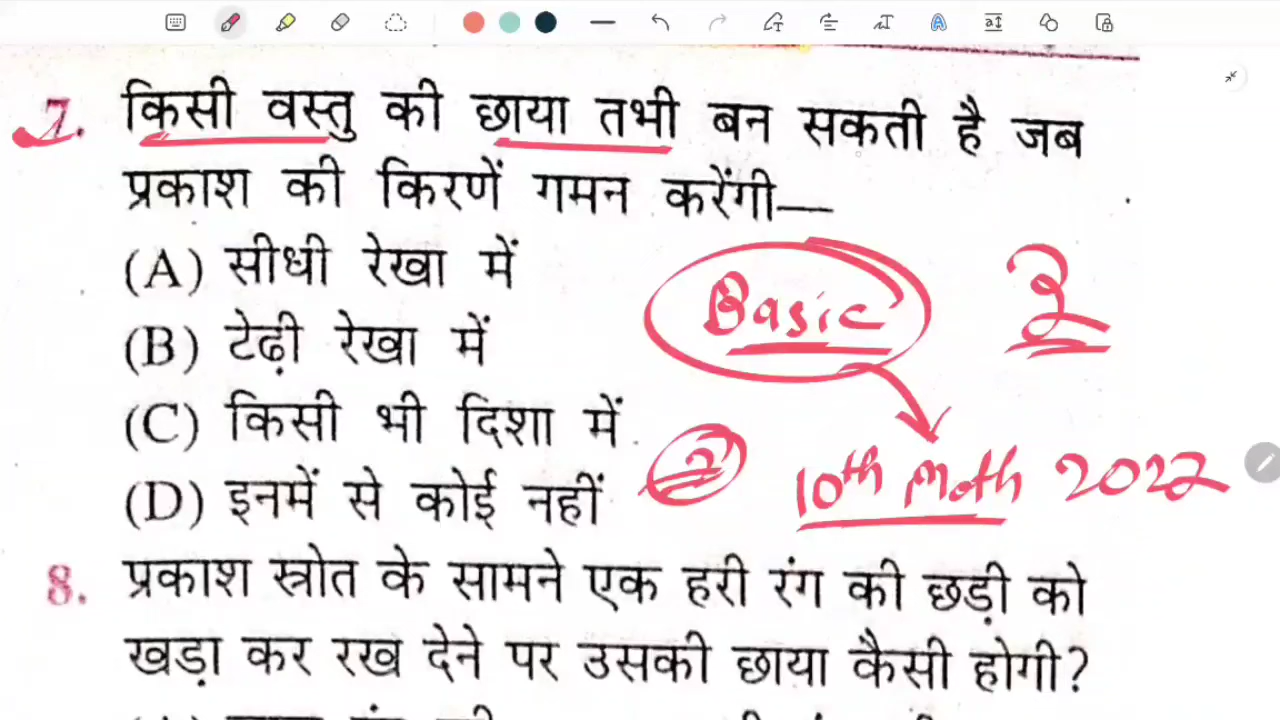 7. किसी वस्तु की छाया तभी बन सकती है जब
प्रकाश की किरणें गमन करेंगी—
(A) सीधी रेखा में
(B) टेढ़ी रेखा में
(C) किसी भी दिशा में
(D) इनमें से कोई नहीं
Basic
10th Math 2022
8. प्रकाश स्त्रोत के सामने एक हरी रंग की छड़ी को
खड़ा कर रख देने पर उसकी छाया कैसी होगी?